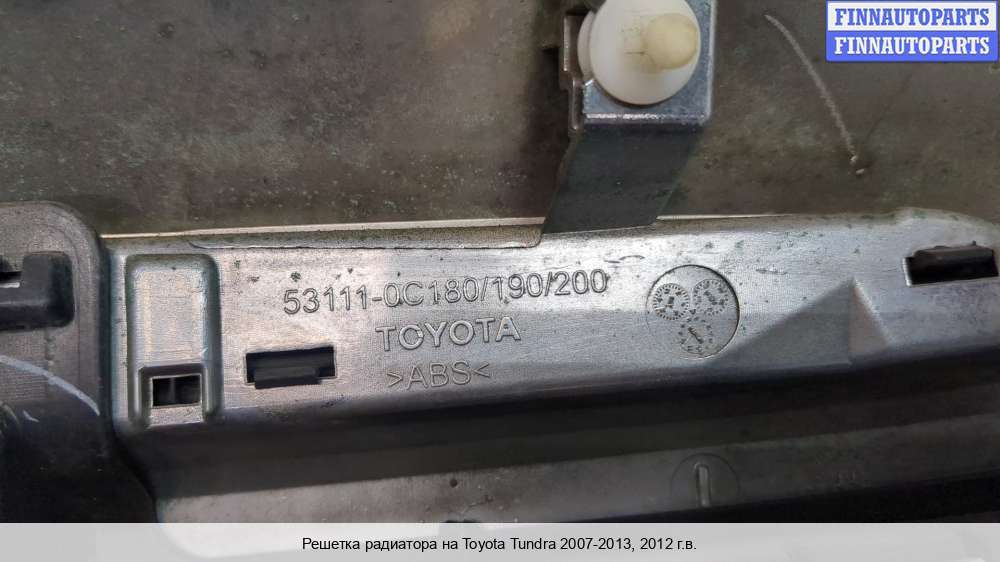 FINNAUTOPARTS
FINNAUTOPARTS
53111-0C180/190/200
TOYOTA
>ABS<
Решетка радиатора на Toyota Tundra 2007-2013, 2012 г.в.